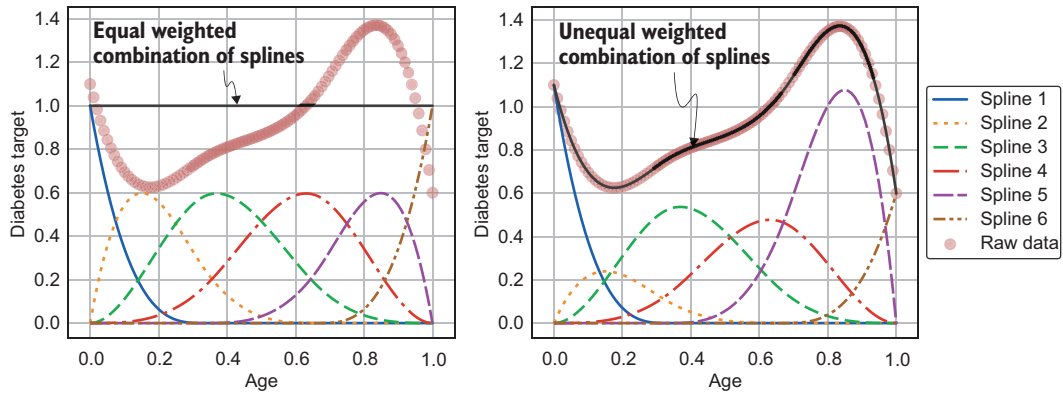 Equal weighted
combination of splines
Diabetes target
1.4
1.2
1.0
0.8
0.6
0.4
0.2
0.0
0.0 0.2 0.4 0.6 0.8 1.0
Age
Unequal weighted
combination of splines
Diabetes target
1.4
1.2
1.0
0.8
0.6
0.4
0.2
0.0
0.0 0.2 0.4 0.6 0.8 1.0
Age
Spline 1
Spline 2
Spline 3
Spline 4
Spline 5
Spline 6
Raw data